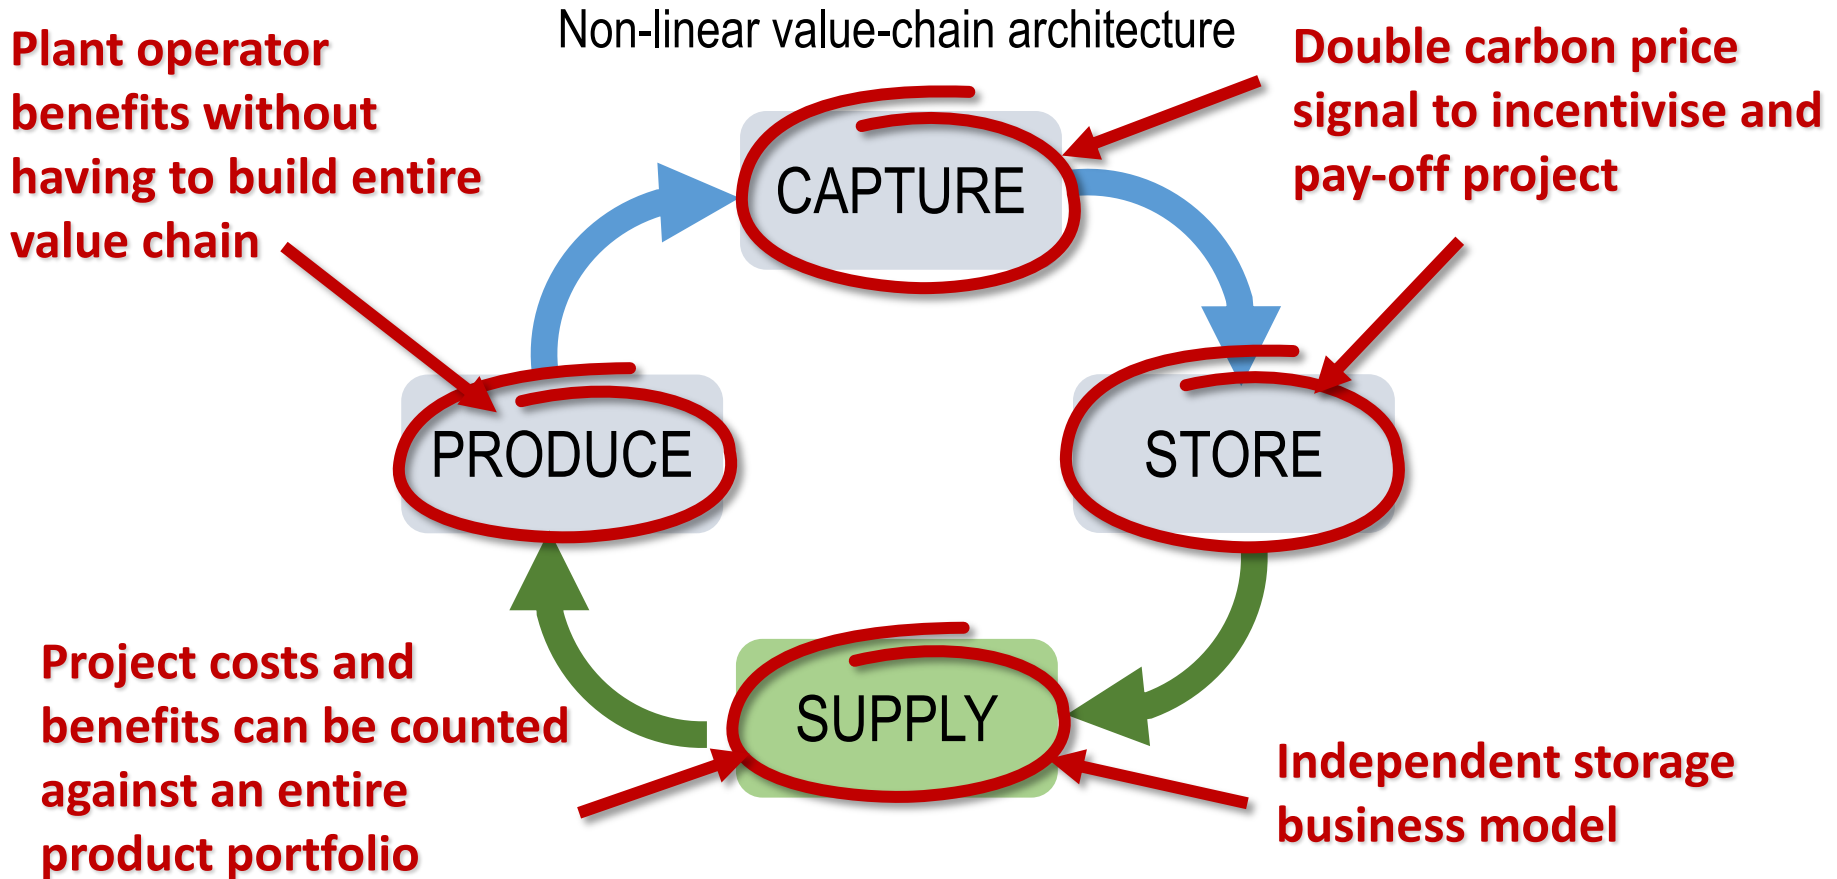 Non-linear value-chain architecture
Plant operator
benefits without
having to build entire
value chain
Double carbon price
signal to incentivise and
pay-off project
CAPTURE
PRODUCE
STORE
SUPPLY
Project costs and
benefits can be counted
against an entire
product portfolio
Independent storage
business model